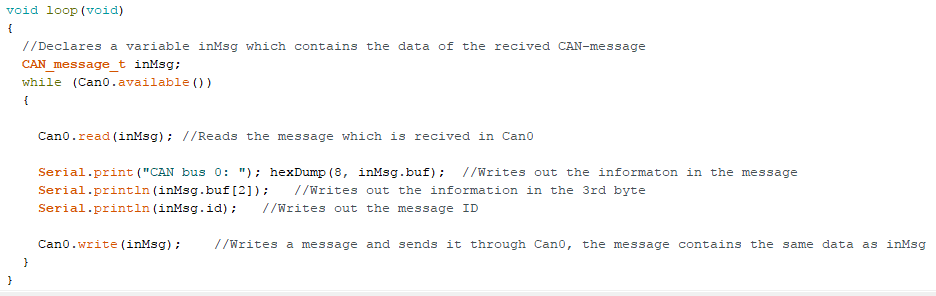 void loop(void)
{
//Declares a variable inMsg which contains the data of the recived CAN-message
CAN_message_t inMsg;
while (Can0.available())
{
Can0.read(inMsg); //Reads the message which is recived in Can0
Serial.print("CAN bus 0: "); hexDump(8, inMsg.buf); //Writes out the informaton in the message
Serial.println(inMsg.buf[2]); //Writes out the information in the 3rd byte
Serial.println(inMsg.id); //Writes out the message ID
Can0.write(inMsg); //Writes a message and sends it through Can0, the message contains the same data as inMsg
}
}